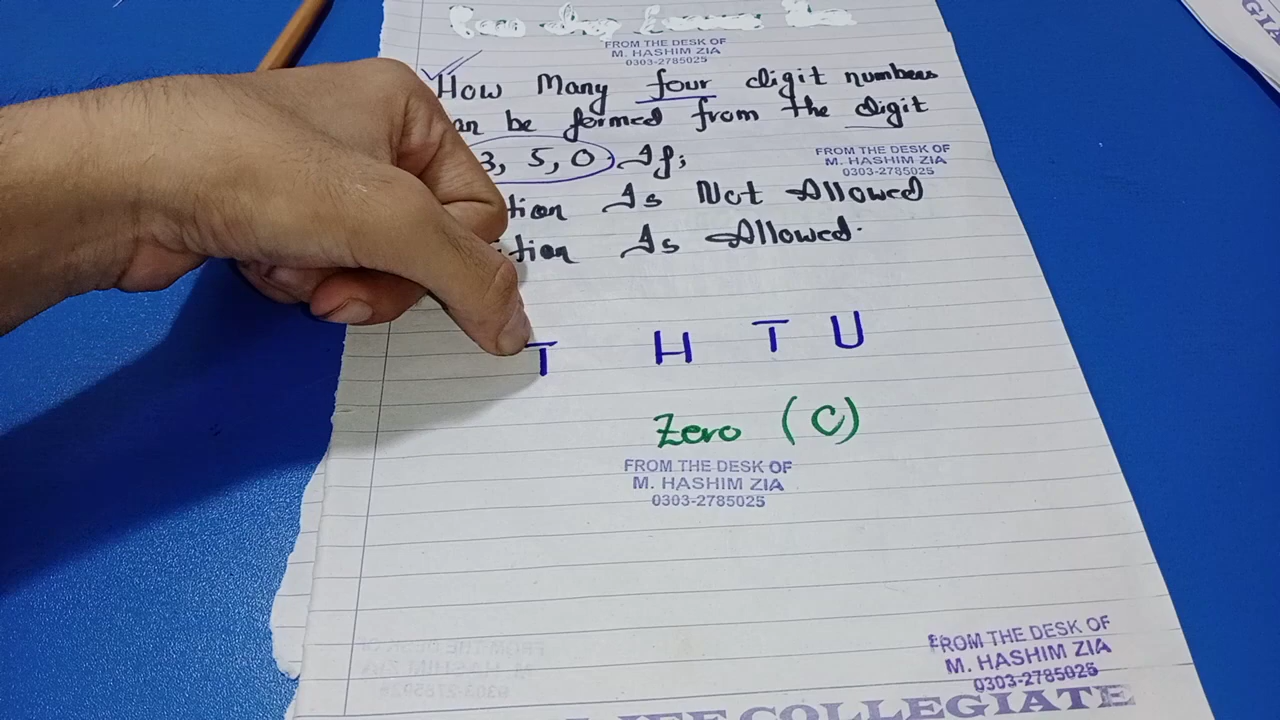 FROM THE DESK OF
M. HASHIM ZIA
0303-2785025
How Many four digit numbers
an be formed from the digit
3, 5, 0. If;
FROM THE DESK OF
M. HASHIM ZIA
0303-2785025
tion Is Not Allowed
ition Is Allowed.
T H T U
Zero (C)
FROM THE DESK OF
M. HASHIM ZIA
0303-2785025
FROM THE DESK OF
M. HASHIM ZIA
0303-2785025
COLLEGIATE